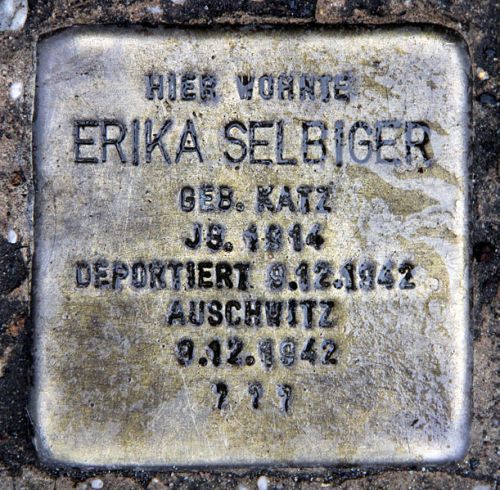 HIER WOHNTE
ERIKA SELBIGER
GEB. KATZ
JG. 1914
DEPORTIERT 9.12.1942
AUSCHWITZ
9.12.1942
? ? ?